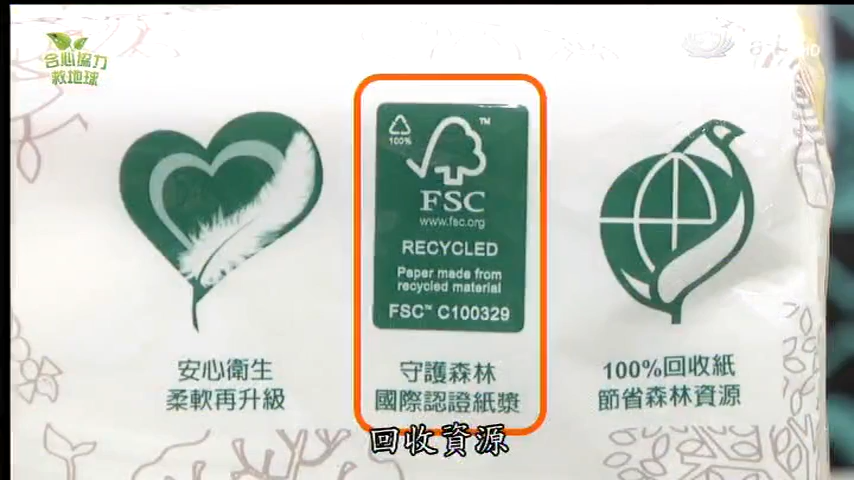 合心協力
救地球
HD
100%
TM
FSC
www.fsc.org
RECYCLED
Paper made from
recycled material
FSC™ C100329
安心衛生
柔軟再升級
守護森林
國際認證紙漿
100%回收紙
節省森林資源
回收資源